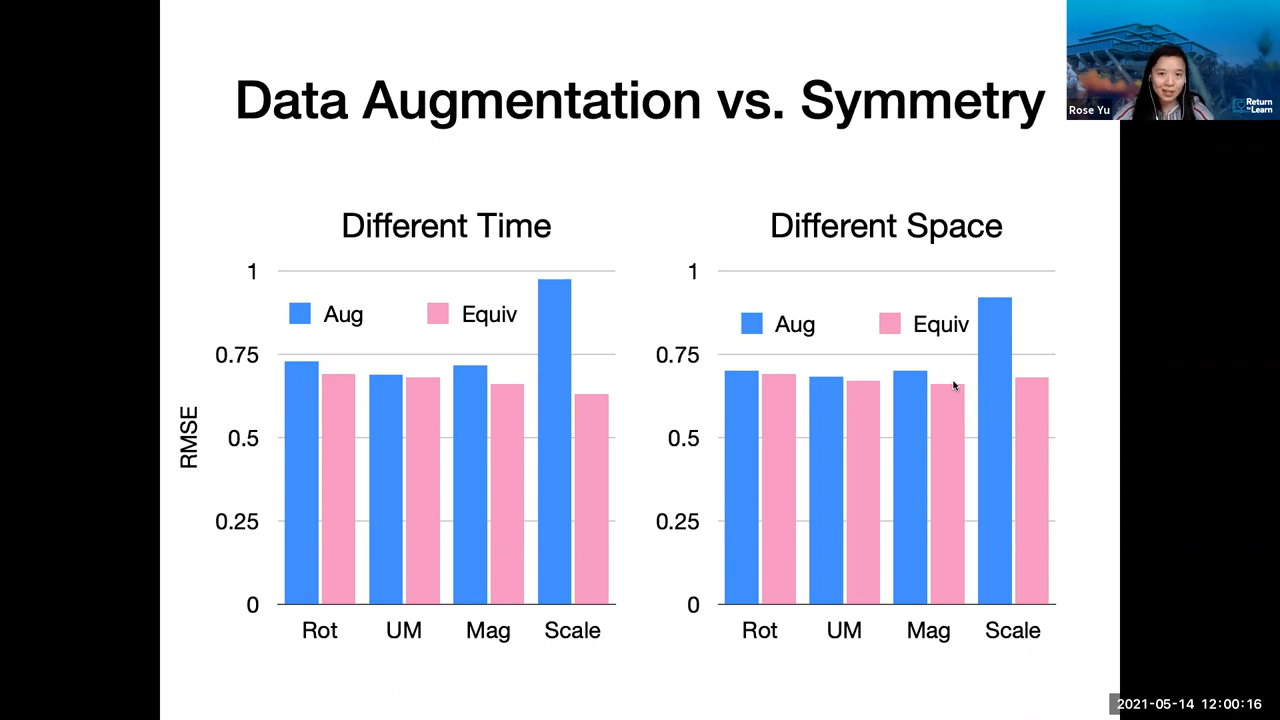 Data Augmentation vs. Symmetry
Rose Yu
Return to Learn
Different Time
1
Aug
Equiv
0.75
0.5
0.25
0
RMSE
Rot
UM
Mag
Scale
Different Space
1
Aug
Equiv
0.75
0.5
0.25
0
Rot
UM
Mag
Scale
2021-05-14 12:00:16